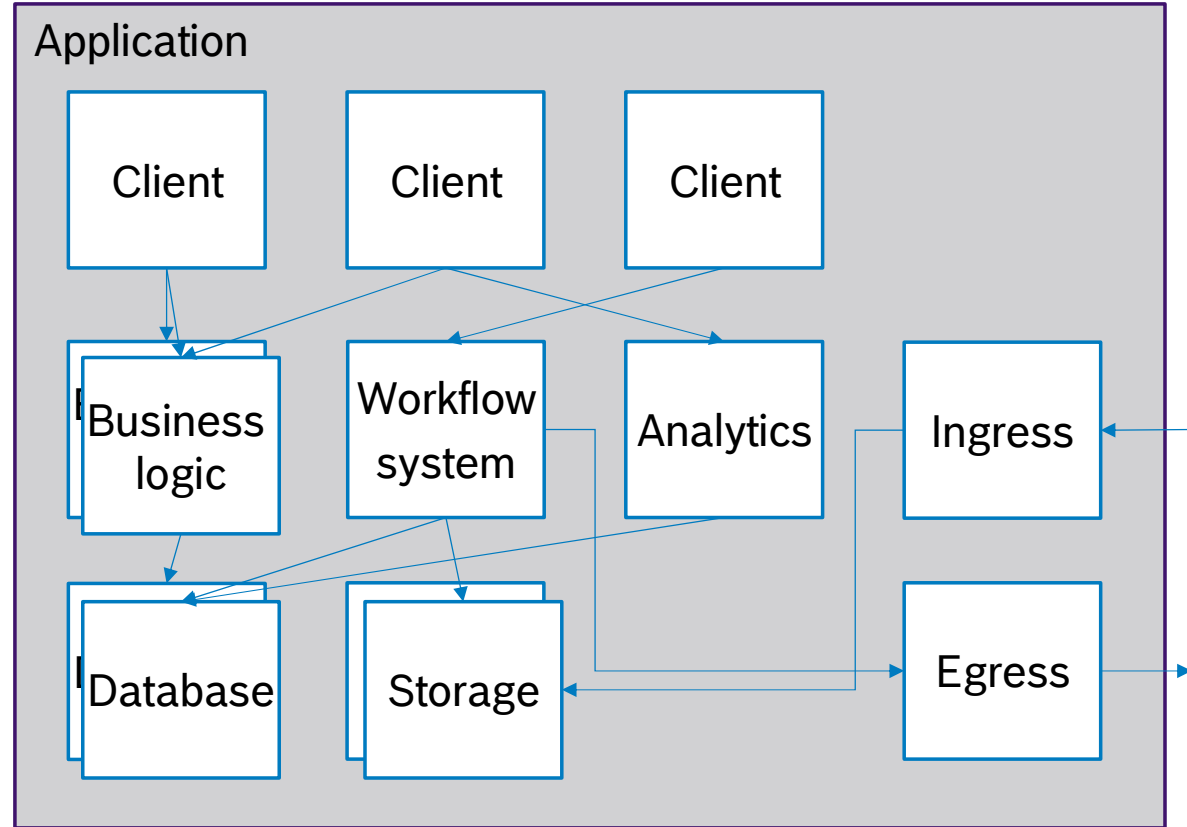 Application
Client
Client
Client
Business
logic
Workflow
system
Analytics
Ingress
Database
Storage
Egress